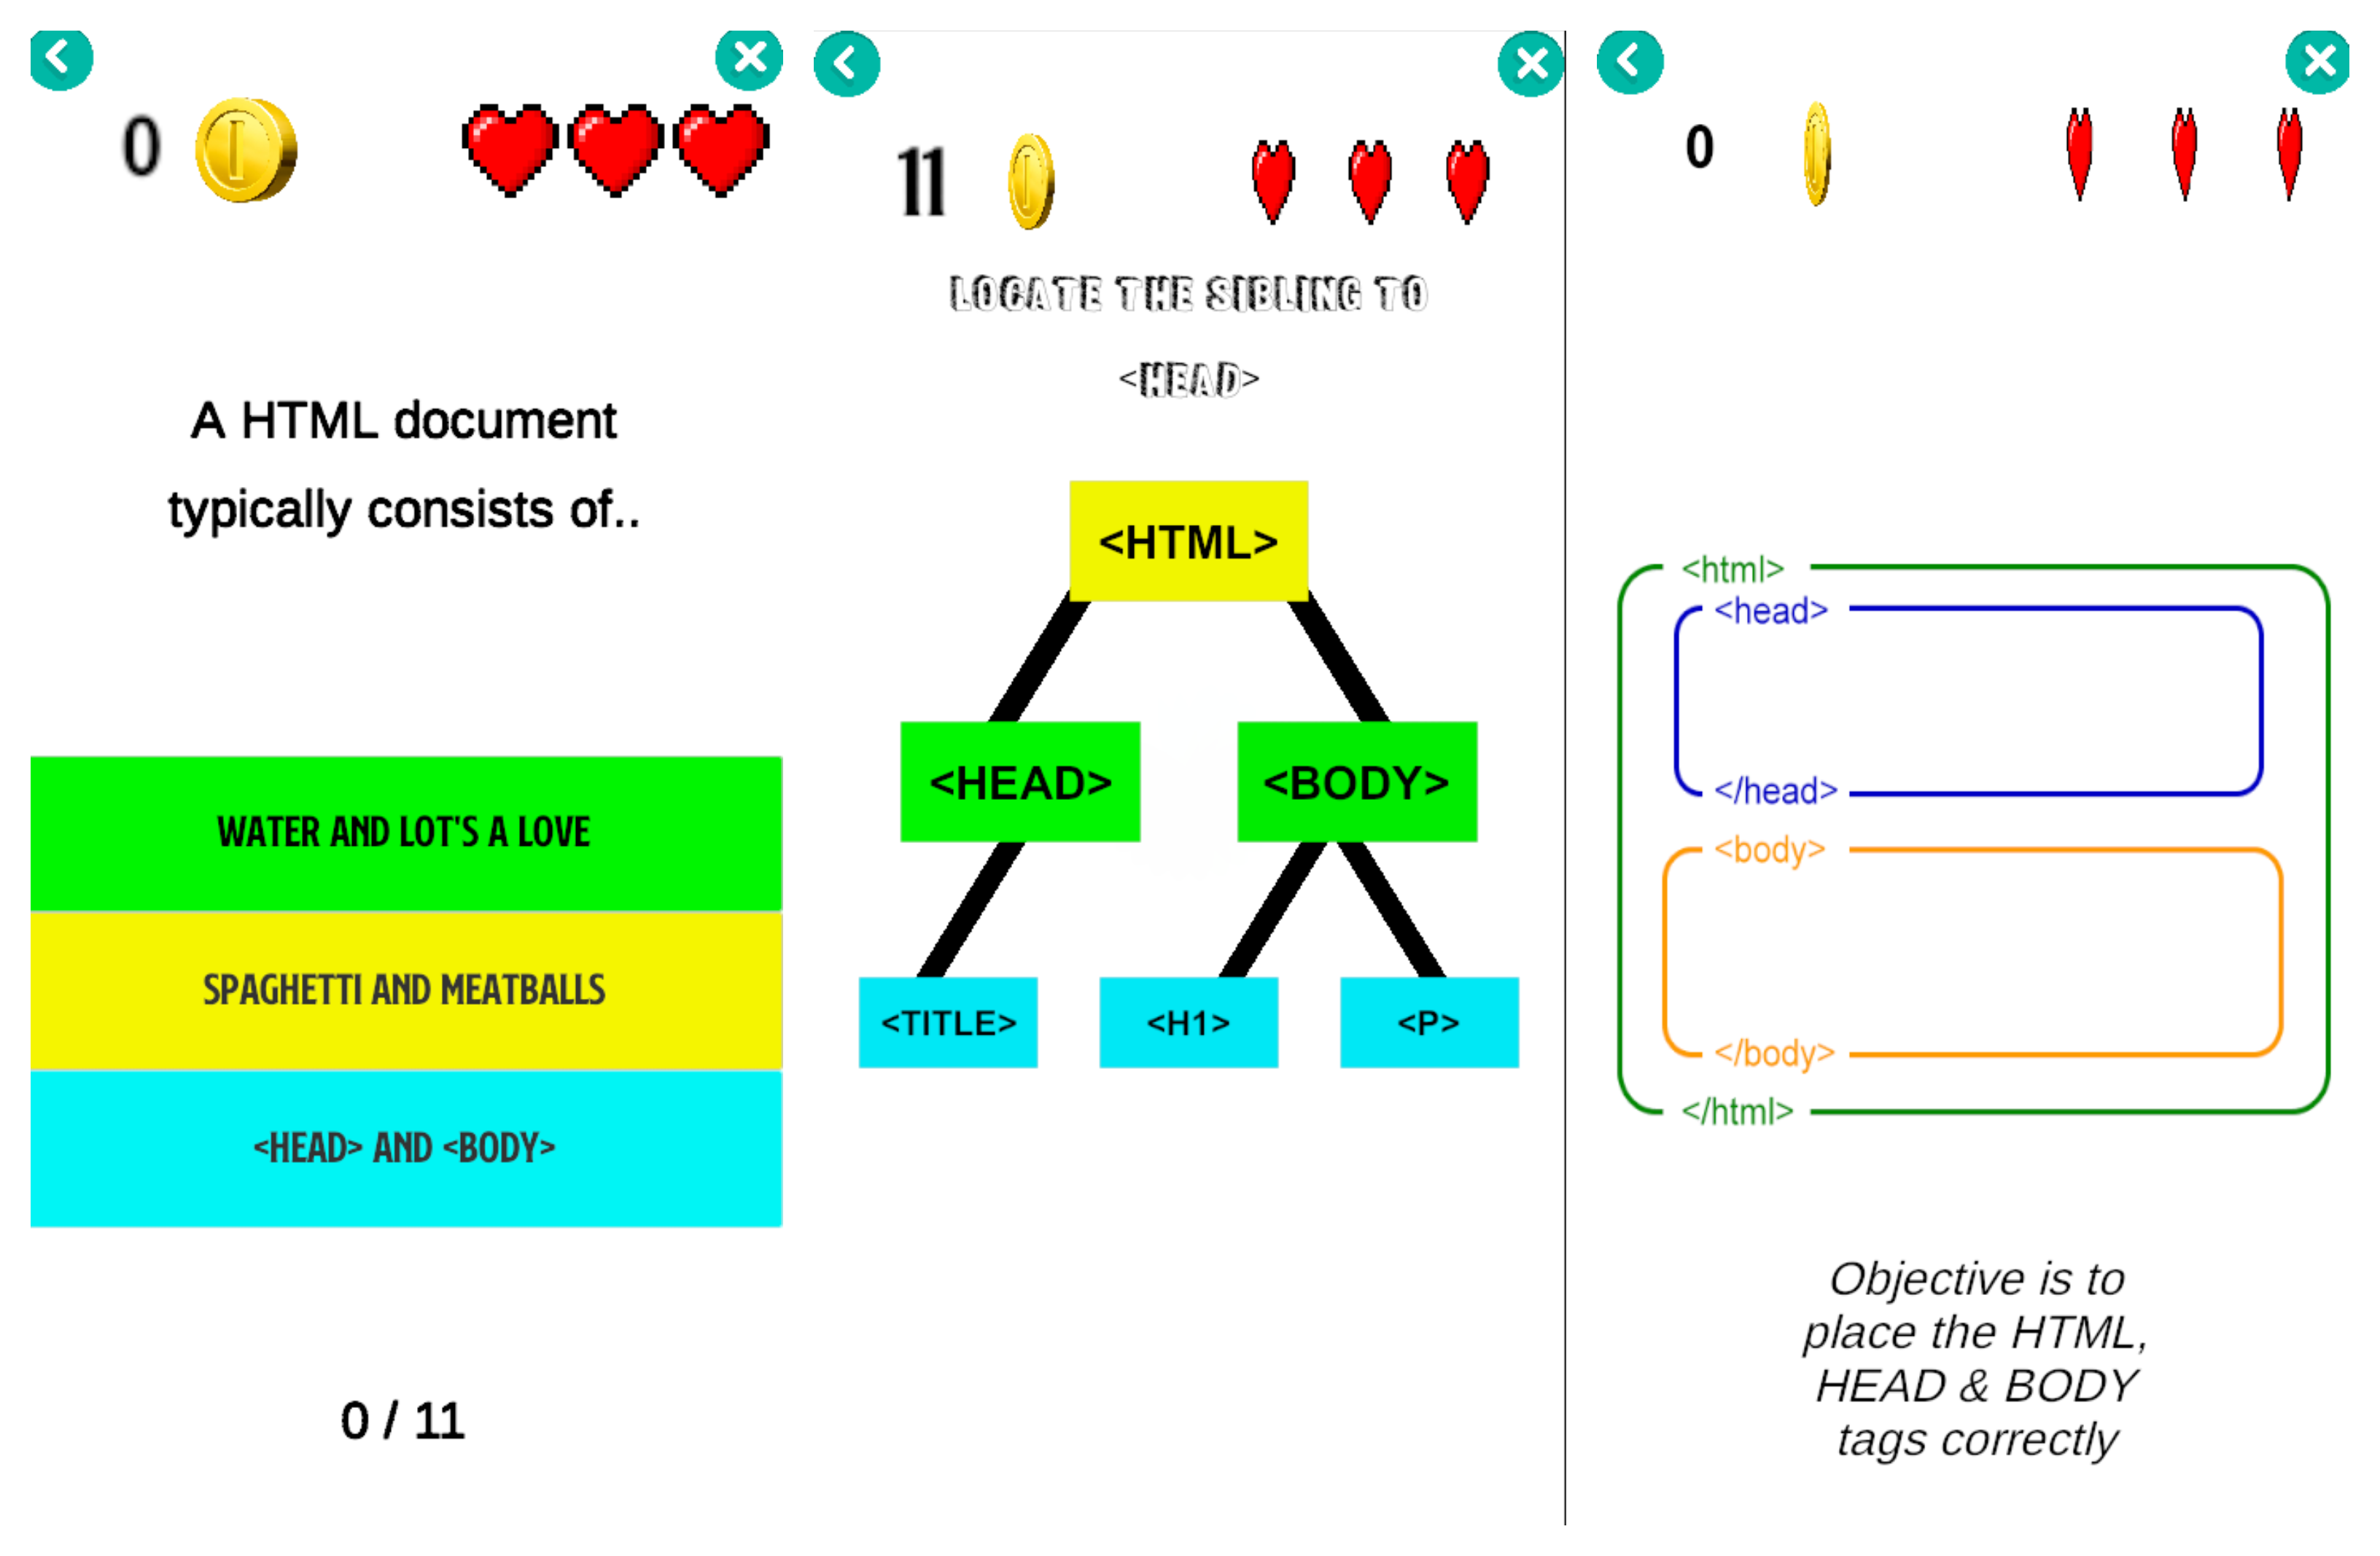 0
A HTML document
typically consists of..
WATER AND LOT'S A LOVE
SPAGHETTI AND MEATBALLS
<HEAD> AND <BODY>
0 / 11
11
LOCATE THE SIBLING TO
<HEAD>
<HTML>
<HEAD> <BODY>
<TITLE> <H1> <P>
0
<html>
<head>
</head>
<body>
</body>
</html>
Objective is to
place the HTML,
HEAD & BODY
tags correctly